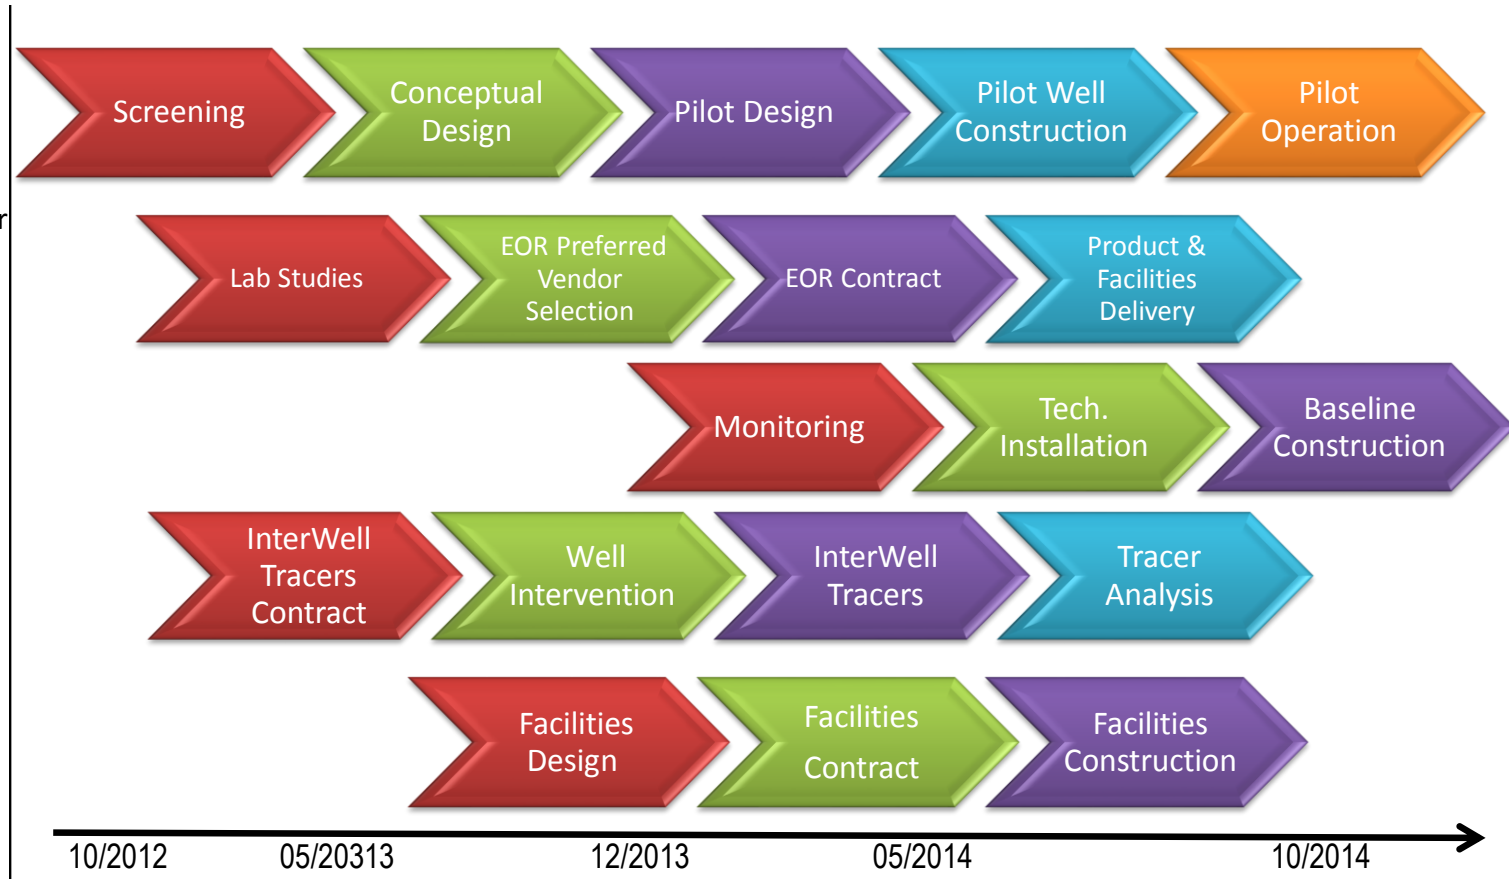 Screening
Conceptual
Design
Pilot Design
Pilot Well
Construction
Pilot
Operation
r
Lab Studies
EOR Preferred
Vendor
Selection
EOR Contract
Product &
Facilities
Delivery
Monitoring
Tech.
Installation
Baseline
Construction
InterWell
Tracers
Contract
Well
Intervention
InterWell
Tracers
Tracer
Analysis
Facilities
Design
Facilities
Contract
Facilities
Construction
10/2012
05/20313
12/2013
05/2014
10/2014